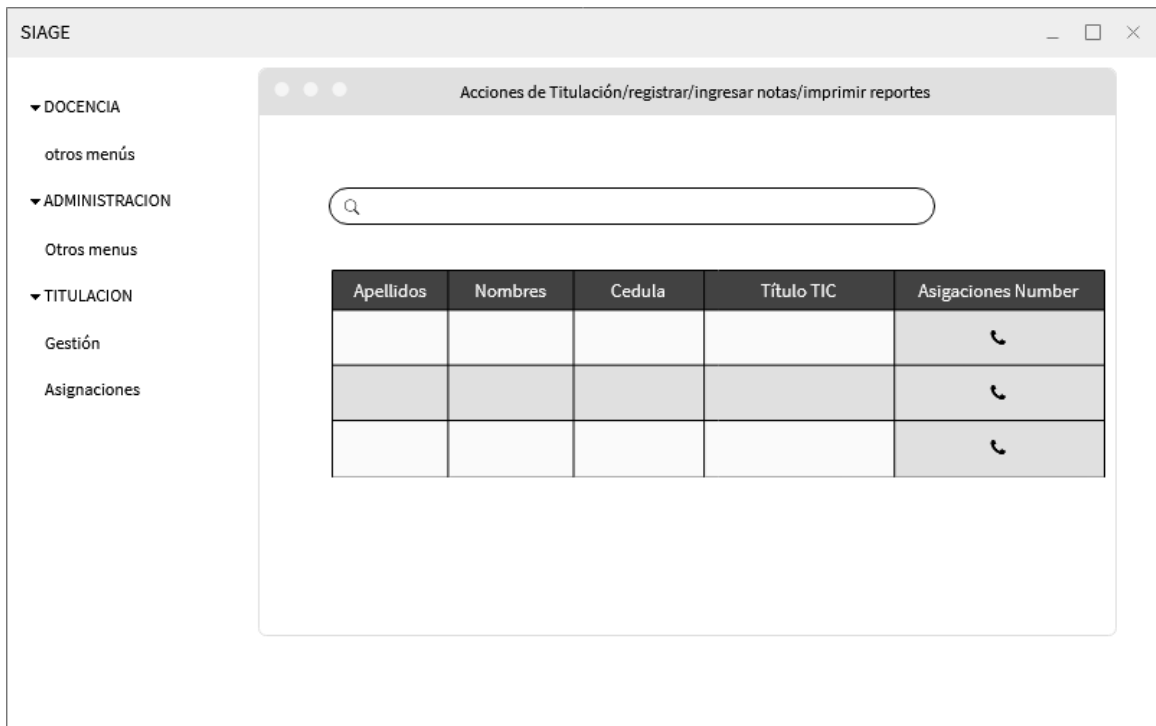 SIAGE
DOCENCIA
otros menús
ADMINISTRACION
Otros menus
TITULACION
Gestión
Asignaciones
Acciones de Titulación/registrar/ingresar notas/imprimir reportes
Apellidos Nombres Cedula Título TIC Asigaciones Number